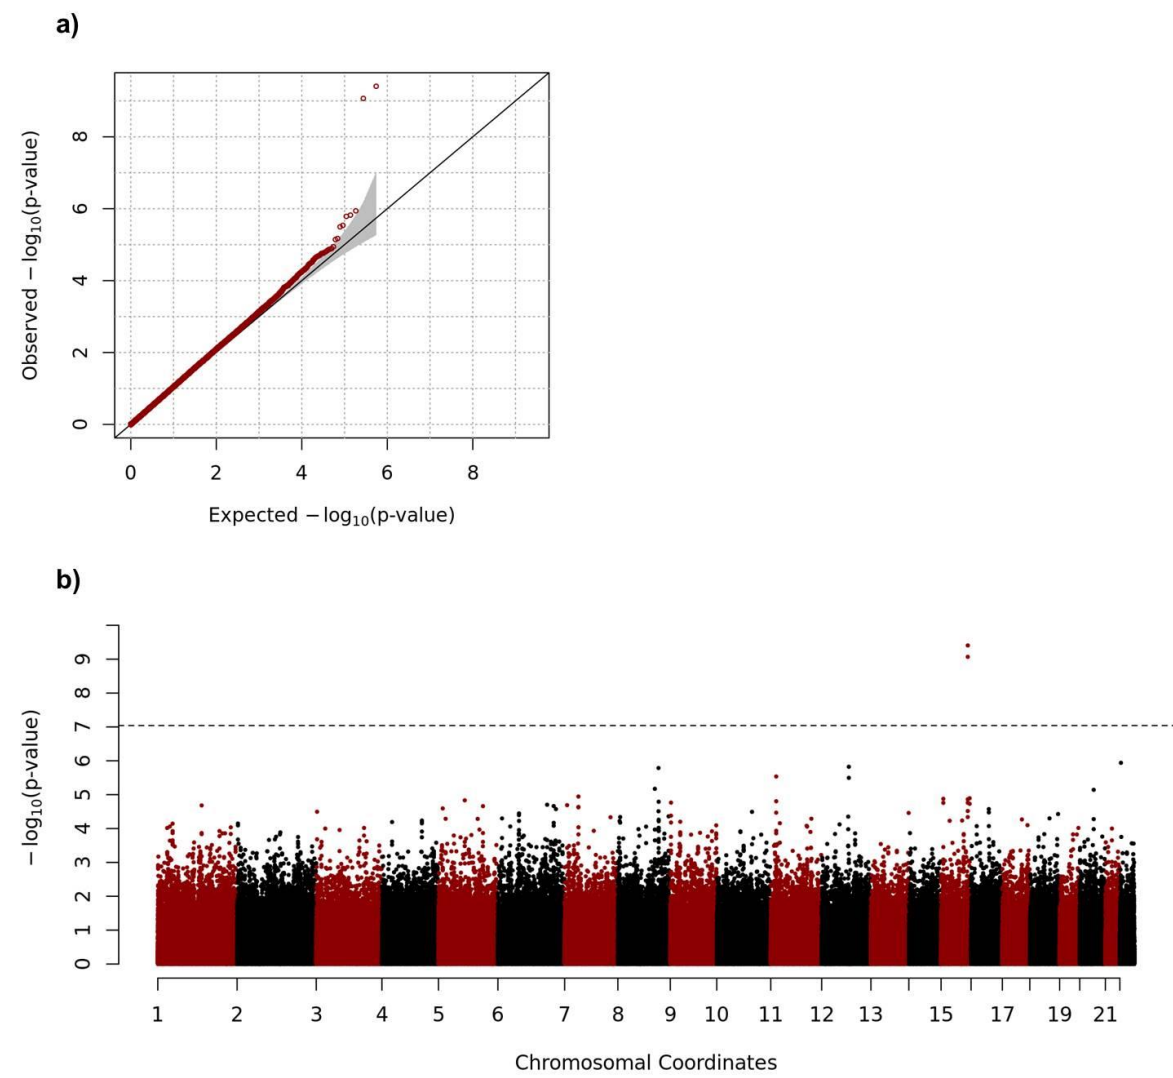 a)
Observed −log10(p-value)
8
6
4
2
0
0 2 4 6 8
Expected −log10(p-value)
b)
−log10(p-value)
9
8
7
6
5
4
3
2
1
0
1 2 3 4 5 6 7 8 9 10 11 12 13 15 17 19 21
Chromosomal Coordinates